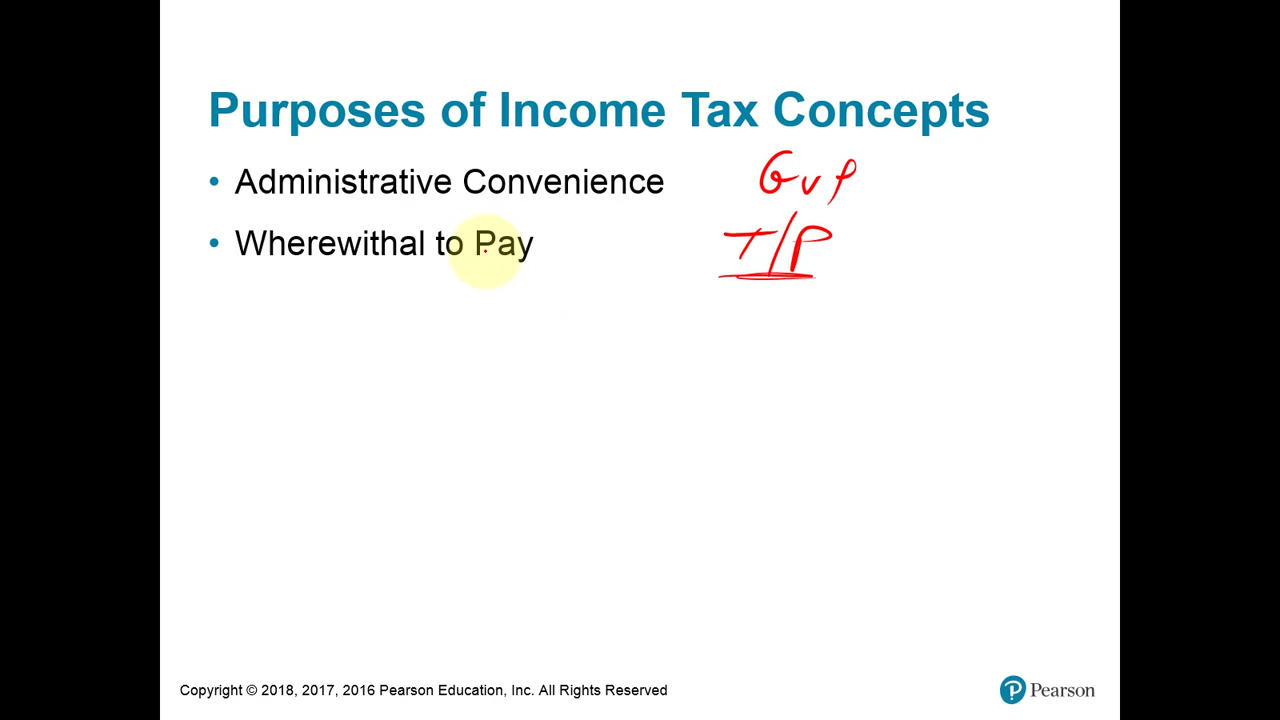 Purposes of Income Tax Concepts
• Administrative Convenience
Gvp
• Wherewithal to Pay
T/P
Copyright © 2018, 2017, 2016 Pearson Education, Inc. All Rights Reserved
P Pearson